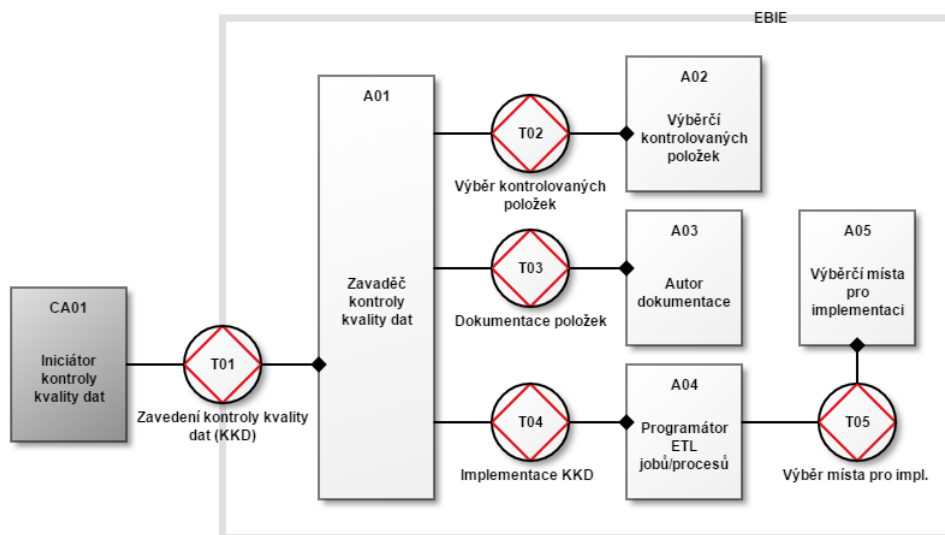 EBIE
A01
Zavaděč
kontroly
kvality dat
T02
Výběr kontrolovaných
položek
A02
Výběrčí
kontrolovaných
položek
T03
Dokumentace položek
A03
Autor
dokumentace
A05
Výběrčí místa
pro
implementaci
CA01
Iniciátor
kontroly
kvality dat
T01
Zavedení kontroly kvality
dat (KKD)
T04
Implementace KKD
A04
Programátor
ETL
jobů/procesů
T05
Výběr místa pro impl.